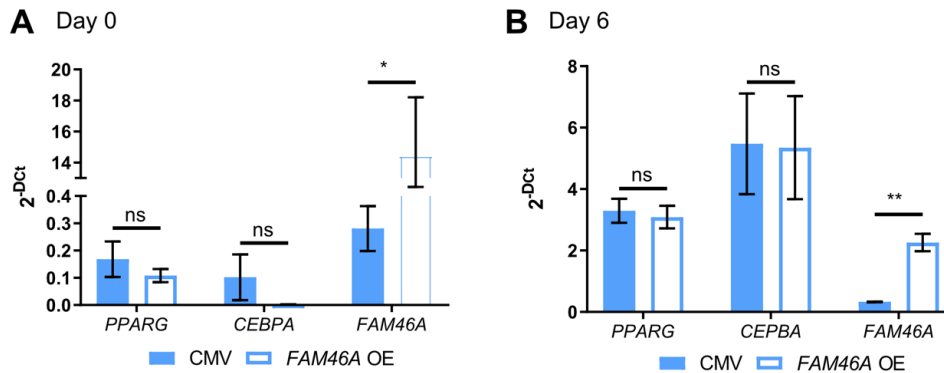 A Day 0
20
18
16
14
12
0.4
0.3
0.2
0.1
0.0
2^-DCt
ns
ns
*
PPARG
CEBPA
FAM46A
CMV
FAM46A OE
B Day 6
8
6
4
2
0
2^-DCt
ns
ns
**
PPARG
CEPBA
FAM46A
CMV
FAM46A OE